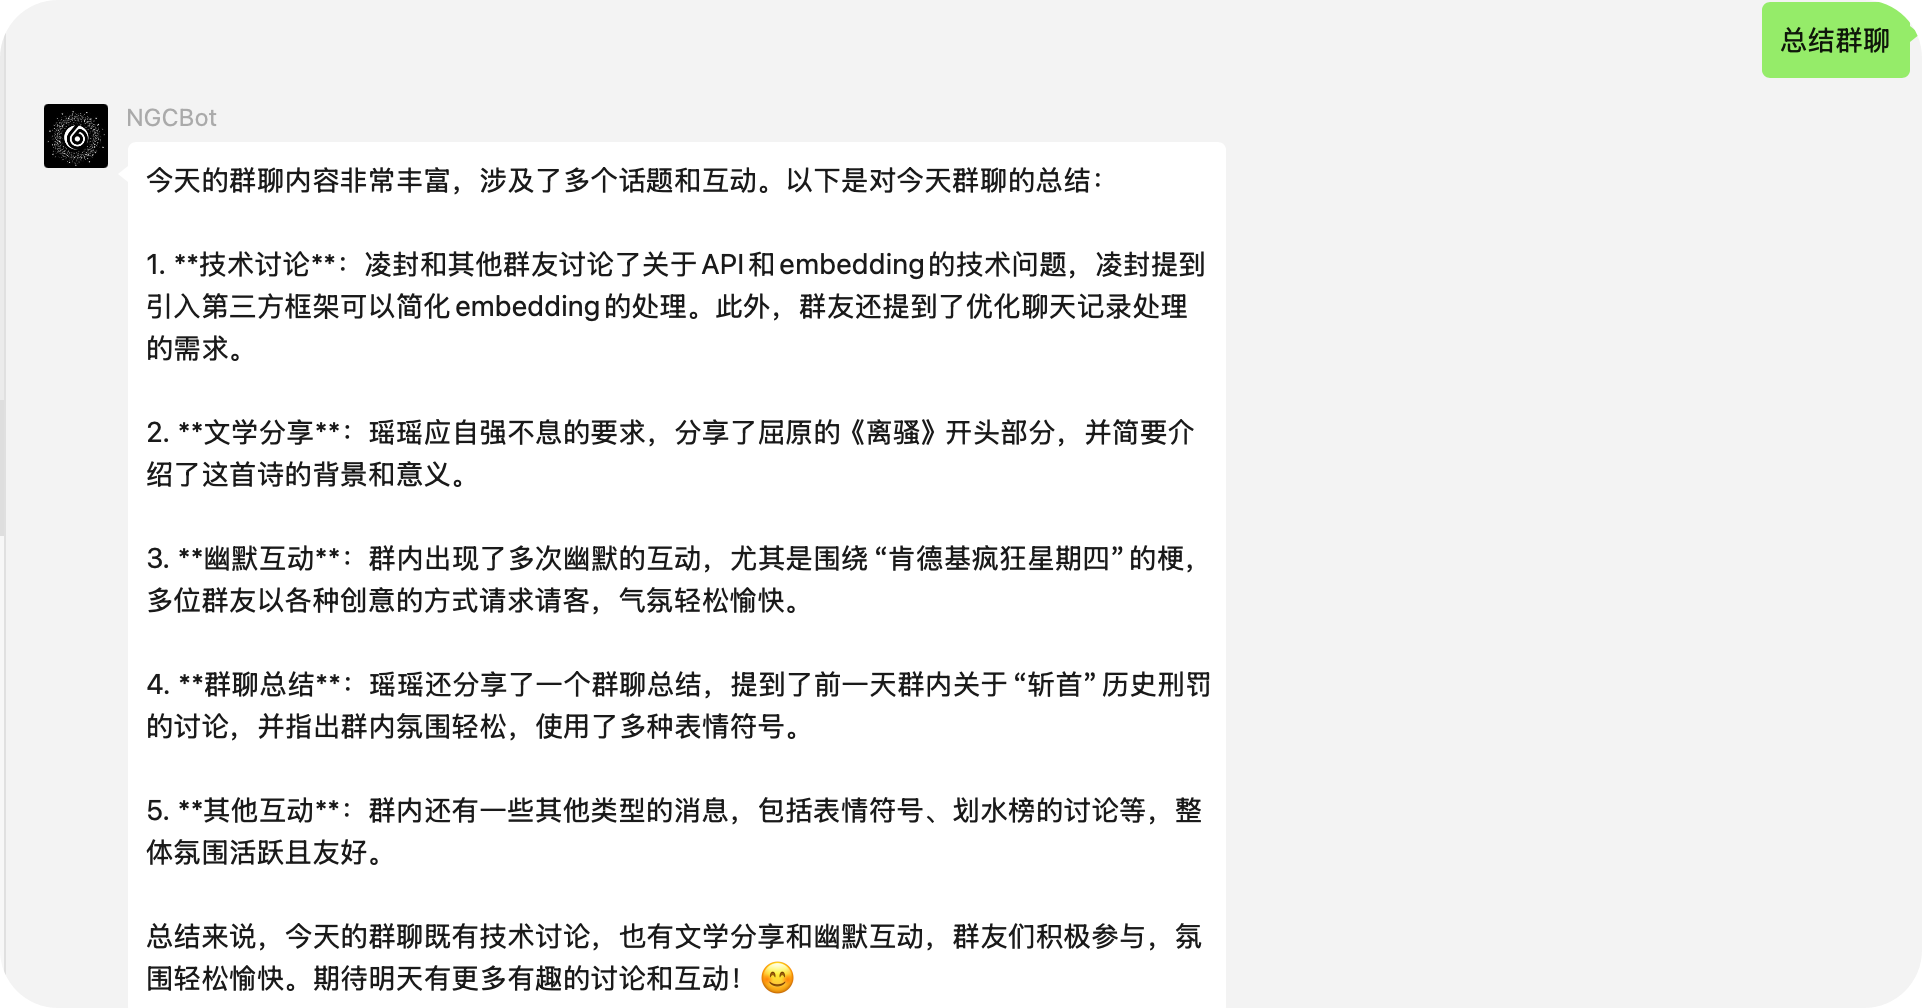 总结群聊
NGCBot
今天的群聊内容非常丰富，涉及了多个话题和互动。以下是对今天群聊的总结：
1. **技术讨论**：凌封和其他群友讨论了关于API和embedding的技术问题，凌封提到
引入第三方框架可以简化embedding的处理。此外，群友还提到了优化聊天记录处理
的需求。
2. **文学分享**：瑶瑶应自强不息的要求，分享了屈原的《离骚》开头部分，并简要介
绍了这首诗的背景和意义。
3. **幽默互动**：群内出现了多次幽默的互动，尤其是围绕“肯德基疯狂星期四”的梗，
多位群友以各种创意的方式请求请客，气氛轻松愉快。
4. **群聊总结**：瑶瑶还分享了一个群聊总结，提到了前一天群内关于“斩首”历史刑罚
的讨论，并指出群内氛围轻松，使用了多种表情符号。
5. **其他互动**：群内还有一些其他类型的消息，包括表情符号、划水榜的讨论等，整
体氛围活跃且友好。
总结来说，今天的群聊既有技术讨论，也有文学分享和幽默互动，群友们积极参与，氛
围轻松愉快。期待明天有更多有趣的讨论和互动！😊